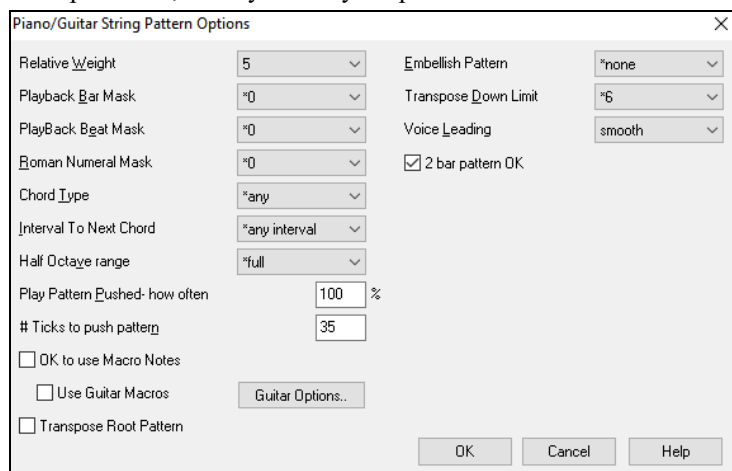 Piano/Guitar String Pattern Options
Relative Weight 5 Embellish Pattern *none
Playback Bar Mask *0 Transpose Down Limit *6
PlayBack Beat Mask *0 Voice Leading smooth
Roman Numeral Mask *0 2 bar pattern OK
Chord Type *any
Interval To Next Chord *any interval
Half Octave range *full
Play Pattern Pushed- how often 100 %
# Ticks to push pattern 35
OK to use Macro Notes
Use Guitar Macros Guitar Options..
Transpose Root Pattern
OK Cancel Help